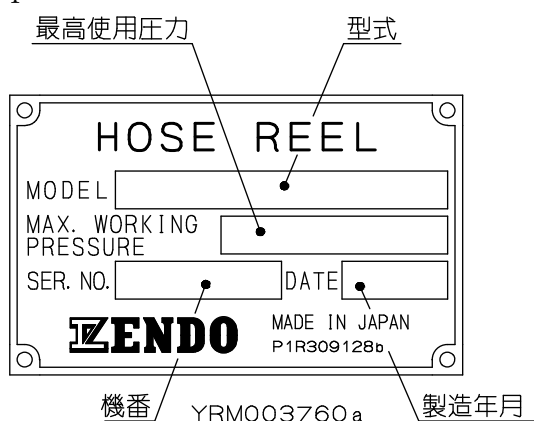 最高使用圧力 型式
HOSE REEL
MODEL
MAX. WORKING
PRESSURE
SER. NO. DATE
ENDO
MADE IN JAPAN
P1R309128b
機番 YRM003760a 製造年月